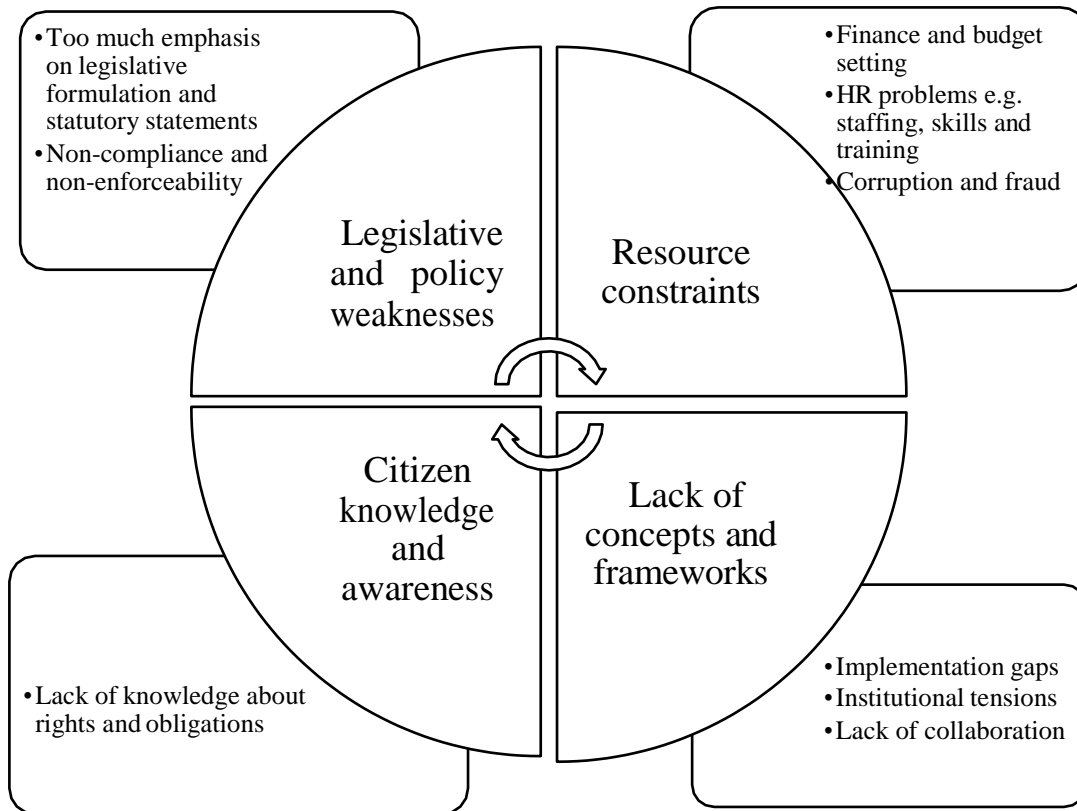 •Too much emphasis
on legislative
formulation and
statutory statements
•Non-compliance and
non-enforceability
•Finance and budget
setting
•HR problems e.g.
staffing, skills and
training
•Corruption and fraud
Legislative
and policy
weaknesses
Resource
constraints
Citizen
knowledge
and
awareness
Lack of
concepts and
frameworks
•Lack of knowledge about
rights and obligations
•Implementation gaps
•Institutional tensions
•Lack of collaboration